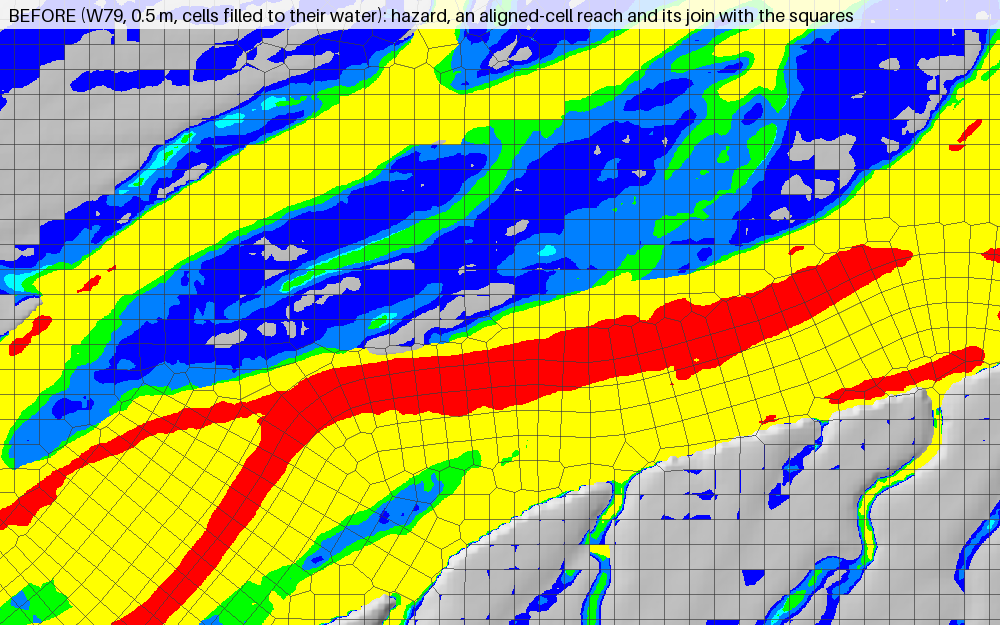 BEFORE (W79, 0.5 m, cells filled to their water): hazard, an aligned-cell reach and its join with the squares